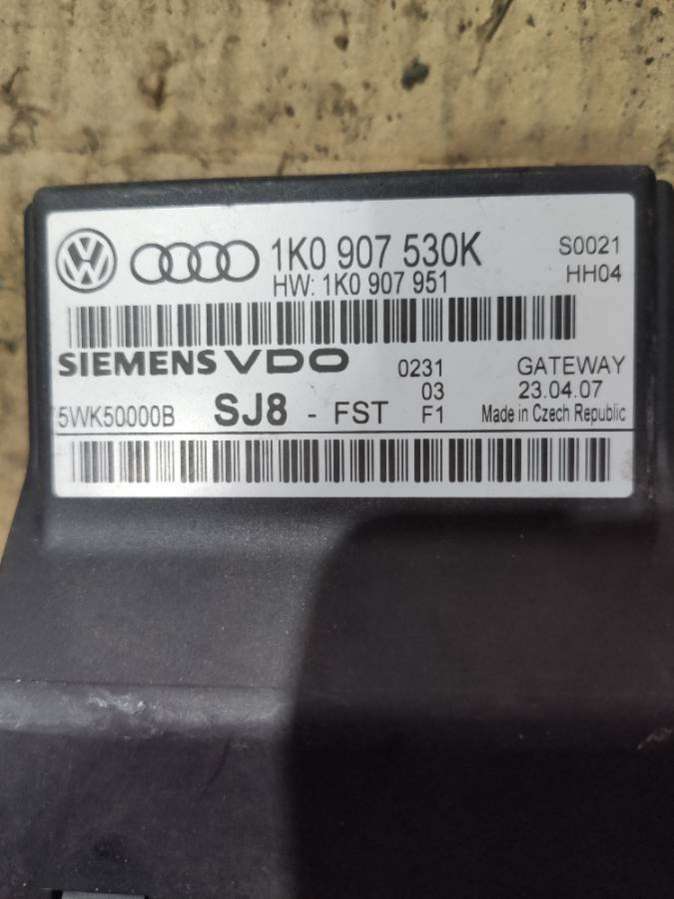 1K0 907 530K S0021
HW: 1K0 907 951 HH04
SIEMENS VDO 0231 GATEWAY
03 23.04.07
5WK50000B SJ8 - FST F1 Made in Czech Republic